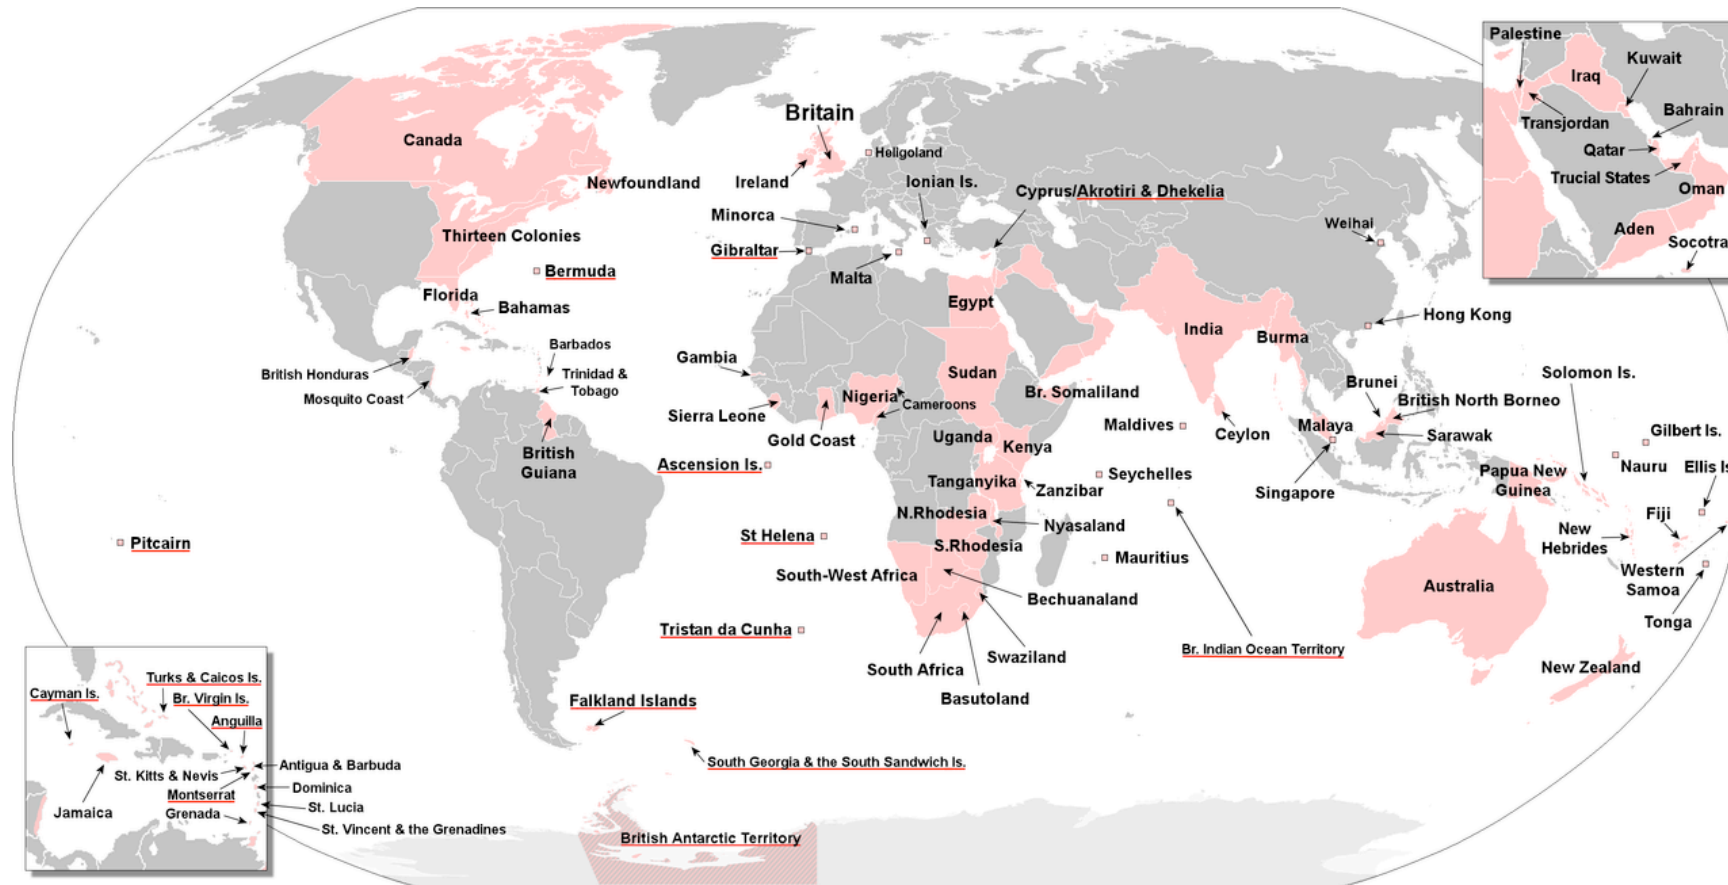 Palestine
Kuwait
Iraq
Bahrain
Transjordan
Qatar
Trucial States
Oman
Aden
Socotra
Britain
Canada
Heligoland
Ireland
Newfoundland
Ionian Is.
Cyprus/Akrotiri & Dhekelia
Minorca
Weihai
Thirteen Colonies
Gibraltar
Malta
Bermuda
Florida
Bahamas
Egypt
India
Burma
Hong Kong
Barbados
British Honduras
Trinidad &
Tobago
Mosquito Coast
Gambia
Sudan
Nigeria
Cameroons
Br. Somaliland
Sierra Leone
Gold Coast
Brunei
British North Borneo
Solomon Is.
Maldives
Ceylon
Malaya
Sarawak
Gilbert Is.
British
Guiana
Uganda
Kenya
Ascension Is.
Nauru
Ellis Is
Seychelles
Tanganyika
Zanzibar
Singapore
Papua New
Guinea
N.Rhodesia
Nyasaland
Fiji
New
Hebrides
Pitcairn
St Helena
S.Rhodesia
Mauritius
South-West Africa
Western
Samoa
Australia
Bechuanaland
Tonga
Tristan da Cunha
Swaziland
Br. Indian Ocean Territory
South Africa
New Zealand
Basutoland
Falkland Islands
South Georgia & the South Sandwich Is.
British Antarctic Territory
Turks & Caicos Is.
Cayman Is.
Br. Virgin Is.
Anguilla
St. Kitts & Nevis
Antigua & Barbuda
Montserrat
Dominica
Jamaica
Grenada
St. Lucia
St. Vincent & the Grenadines